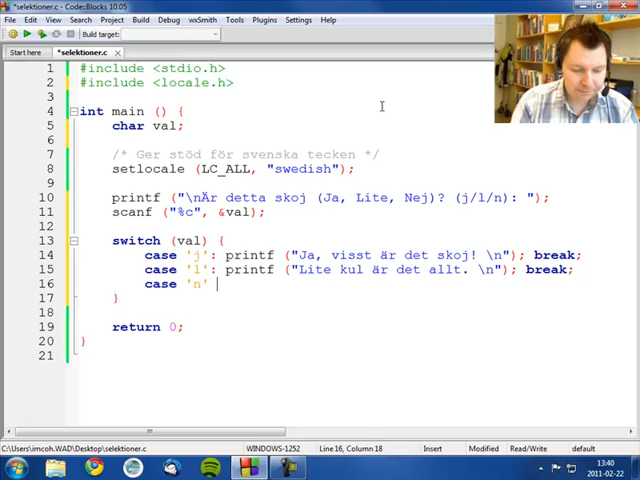 *selektioner.c - Code::Blocks 10.05
File Edit View Search Project Build Debug wxSmith Tools Plugins Settings Help
Build target:
Start here *selektioner.c
1 #include <stdio.h>
2 #include <locale.h>
3
4 int main () {
5 char val;
6
7 /* Ger stöd för svenska tecken */
8 setlocale (LC_ALL, "swedish");
9
10 printf ("\nÄr detta skoj (Ja, Lite, Nej)? (j/l/n): ");
11 scanf ("%c", &val);
12
13 switch (val) {
14 case 'j': printf ("Ja, visst är det skoj! \n"); break;
15 case 'l': printf ("Lite kul är det allt. \n"); break;
16 case 'n'
17 }
18
19 return 0;
20 }
21
C:\Users\imcoh.WAD\Desktop\selektioner.c WINDOWS-1252 Line 16, Column 18 Insert Modified Read/Write default
13:40
2011-02-22